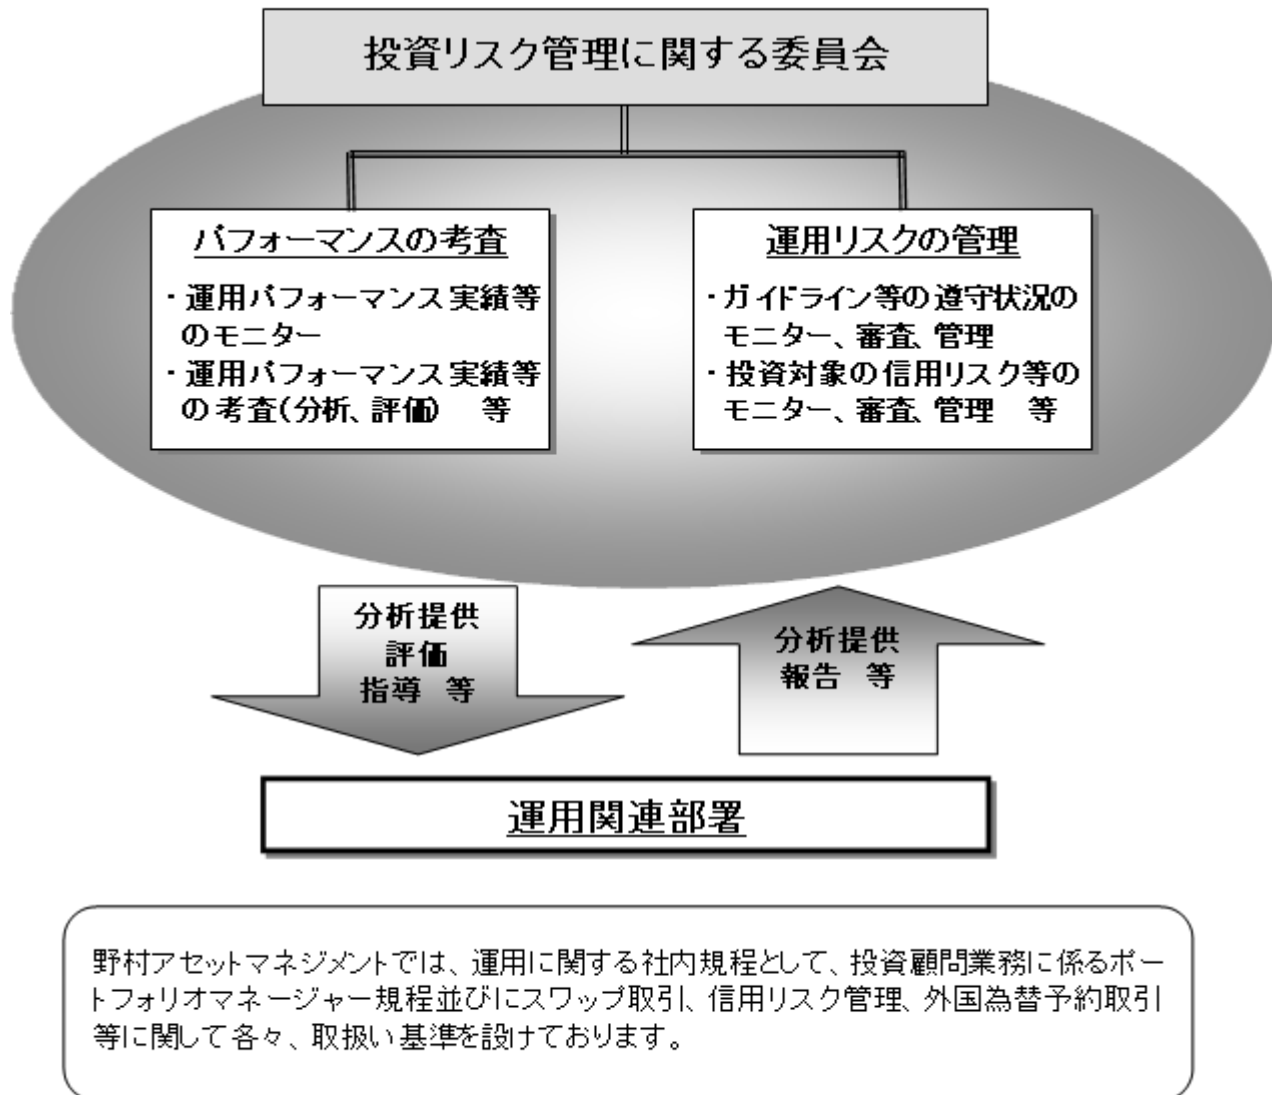 投資リスク管理に関する委員会
パフォーマンスの考査
・運用パフォーマンス実績等
のモニター
・運用パフォーマンス実績等
の考査(分析、評価)　等
運用リスクの管理
・ガイドライン等の遵守状況の
モニター、審査、管理
・投資対象の信用リスク等の
モニター、審査、管理　等
分析提供
評価
指導　等
分析提供
報告　等
運用関連部署
野村アセットマネジメントでは、運用に関する社内規程として、投資顧問業務に係るポー
トフォリオマネージャー規程並びにスワップ取引、信用リスク管理、外国為替予約取引
等に関して各々、取扱い基準を設けております。